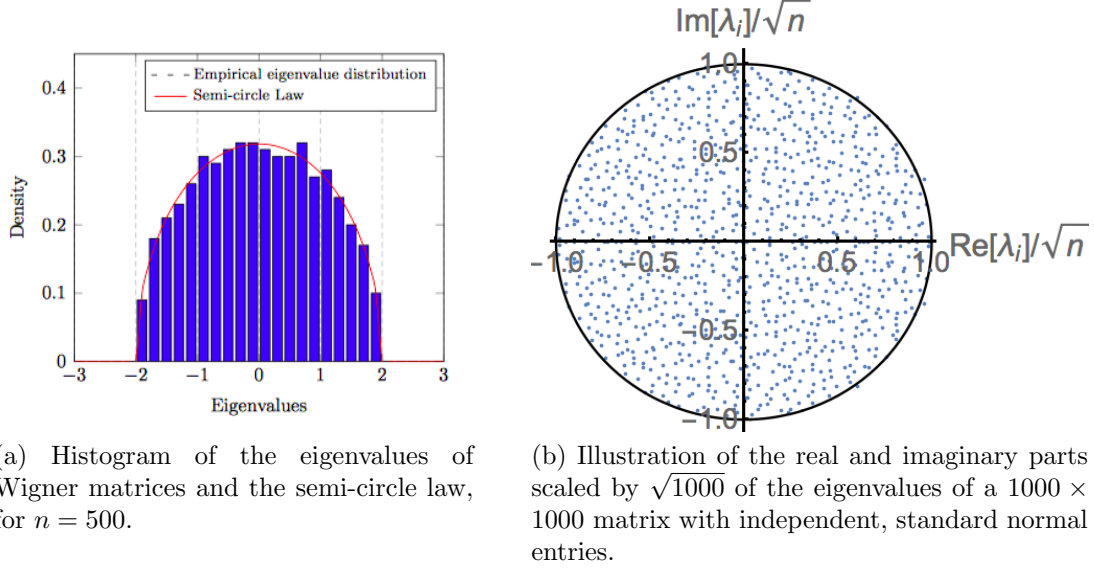 Empirical eigenvalue distribution
Semi-circle Law
0.4
0.3
0.2
0.1
0
Density
−3 −2 −1 0 1 2 3
Eigenvalues
Im[λᵢ]/√n
1.0
0.5
−1.0 −0.5 0.5 1.0
Re[λᵢ]/√n
−0.5
−1.0
(a) Histogram of the eigenvalues of
Wigner matrices and the semi-circle law,
for n = 500.
(b) Illustration of the real and imaginary parts
scaled by √1000 of the eigenvalues of a 1000 ×
1000 matrix with independent, standard normal
entries.